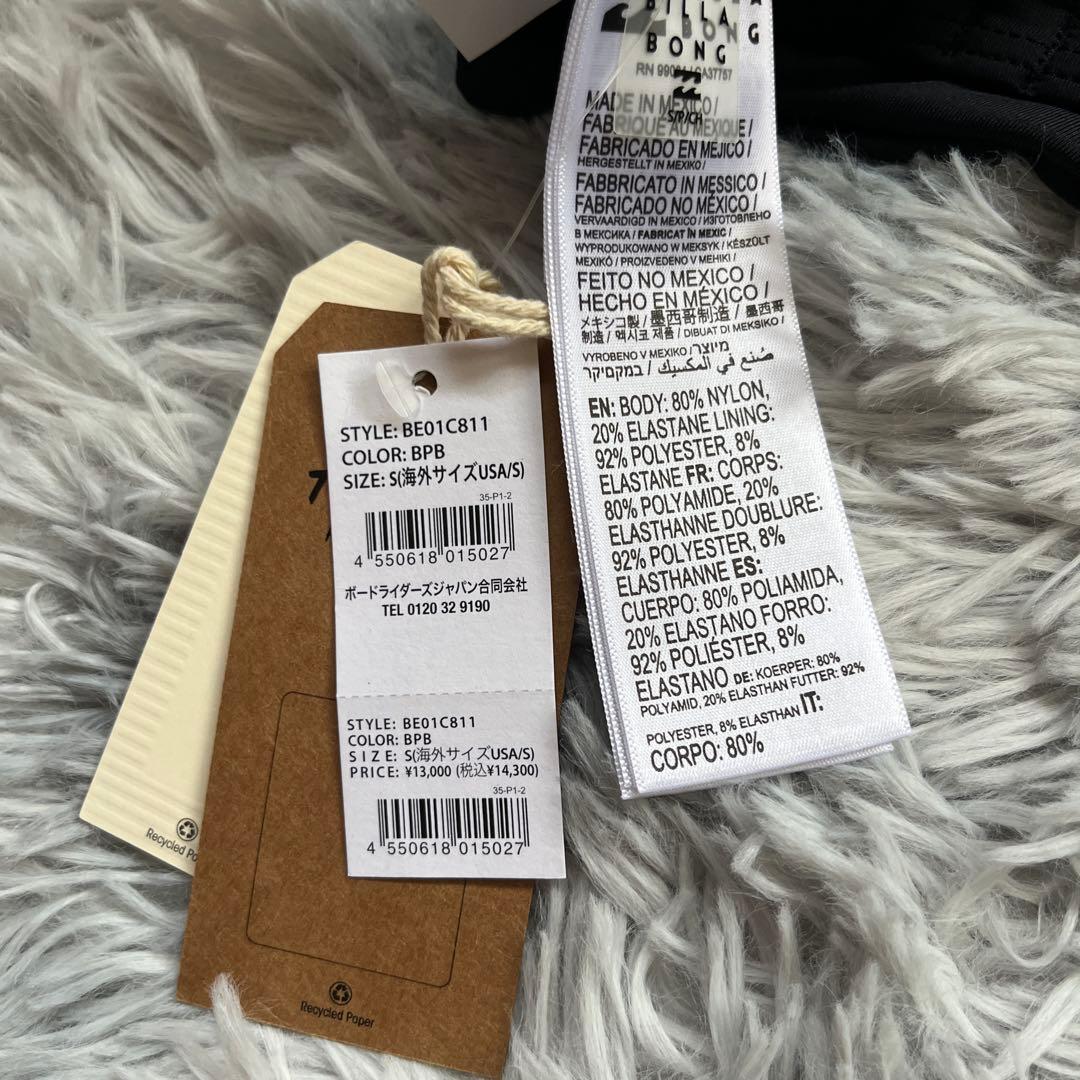 BILLA
BONG
G
RN 99084 / CA37757
S/P/CH
MADE IN MEXICO /
FABRIQUE AU MEXIQUE /
FABRICADO EN MEJICO /
HERGESTELLT IN MEXIKO /
FABBRICATO IN MESSICO /
FABRICADO NO MÉXICO /
VERVAARDIGD IN MEXICO / ИЗГОТОВЛЕНО
В МЕКСИКА / FABRICAT ÎN MEXIC /
WYPRODUKOWANO W MEKSYK / KÉSZÜLT
MEXIKÓ / PROIZVEDENO V MEHIKI /
FEITO NO MEXICO /
HECHO EN MÉXICO /
メキシコ製 / 墨西哥制造 / 墨西哥
制造 / 멕시코 제품 / DIBUAT DI MEKSIKO /
VYROBENO V MEXIKO / מיוצר
במקסיקו / صُنع في المكسيك /
EN: BODY: 80% NYLON,
20% ELASTANE LINING:
92% POLYESTER, 8%
ELASTANE FR: CORPS:
80% POLYAMIDE, 20%
ELASTHANNE DOUBLURE:
92% POLYESTER, 8%
ELASTHANNE ES:
CUERPO: 80% POLIAMIDA,
20% ELASTANO FORRO:
92% POLIÉSTER, 8%
ELASTANO DE: KOERPER: 80%
POLYAMID, 20% ELASTHAN FUTTER: 92%
POLYESTER, 8% ELASTHAN IT:
CORPO: 80%
STYLE: BE01C811
COLOR: BPB
SIZE: S(海外サイズUSA/S)
35-P1-2
4 550618 015027
ボードライダーズジャパン合同会社
TEL 0120 32 9190
STYLE: BE01C811
COLOR: BPB
SIZE: S(海外サイズUSA/S)
PRICE: ¥13,000 (税込¥14,300)
35-P1-2
4 550618 015027
Recycled Paper
Recycled